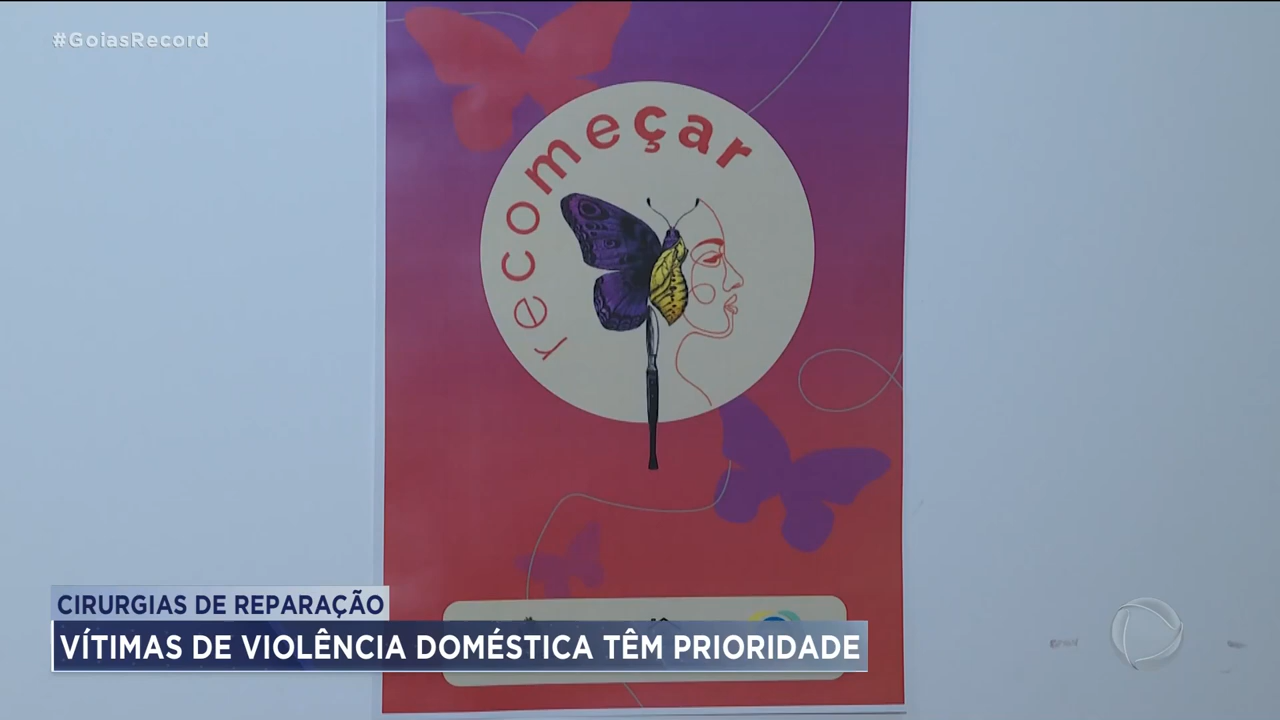 #GoiasRecord
recomeçar
CIRURGIAS DE REPARAÇÃO
VÍTIMAS DE VIOLÊNCIA DOMÉSTICA TÊM PRIORIDADE